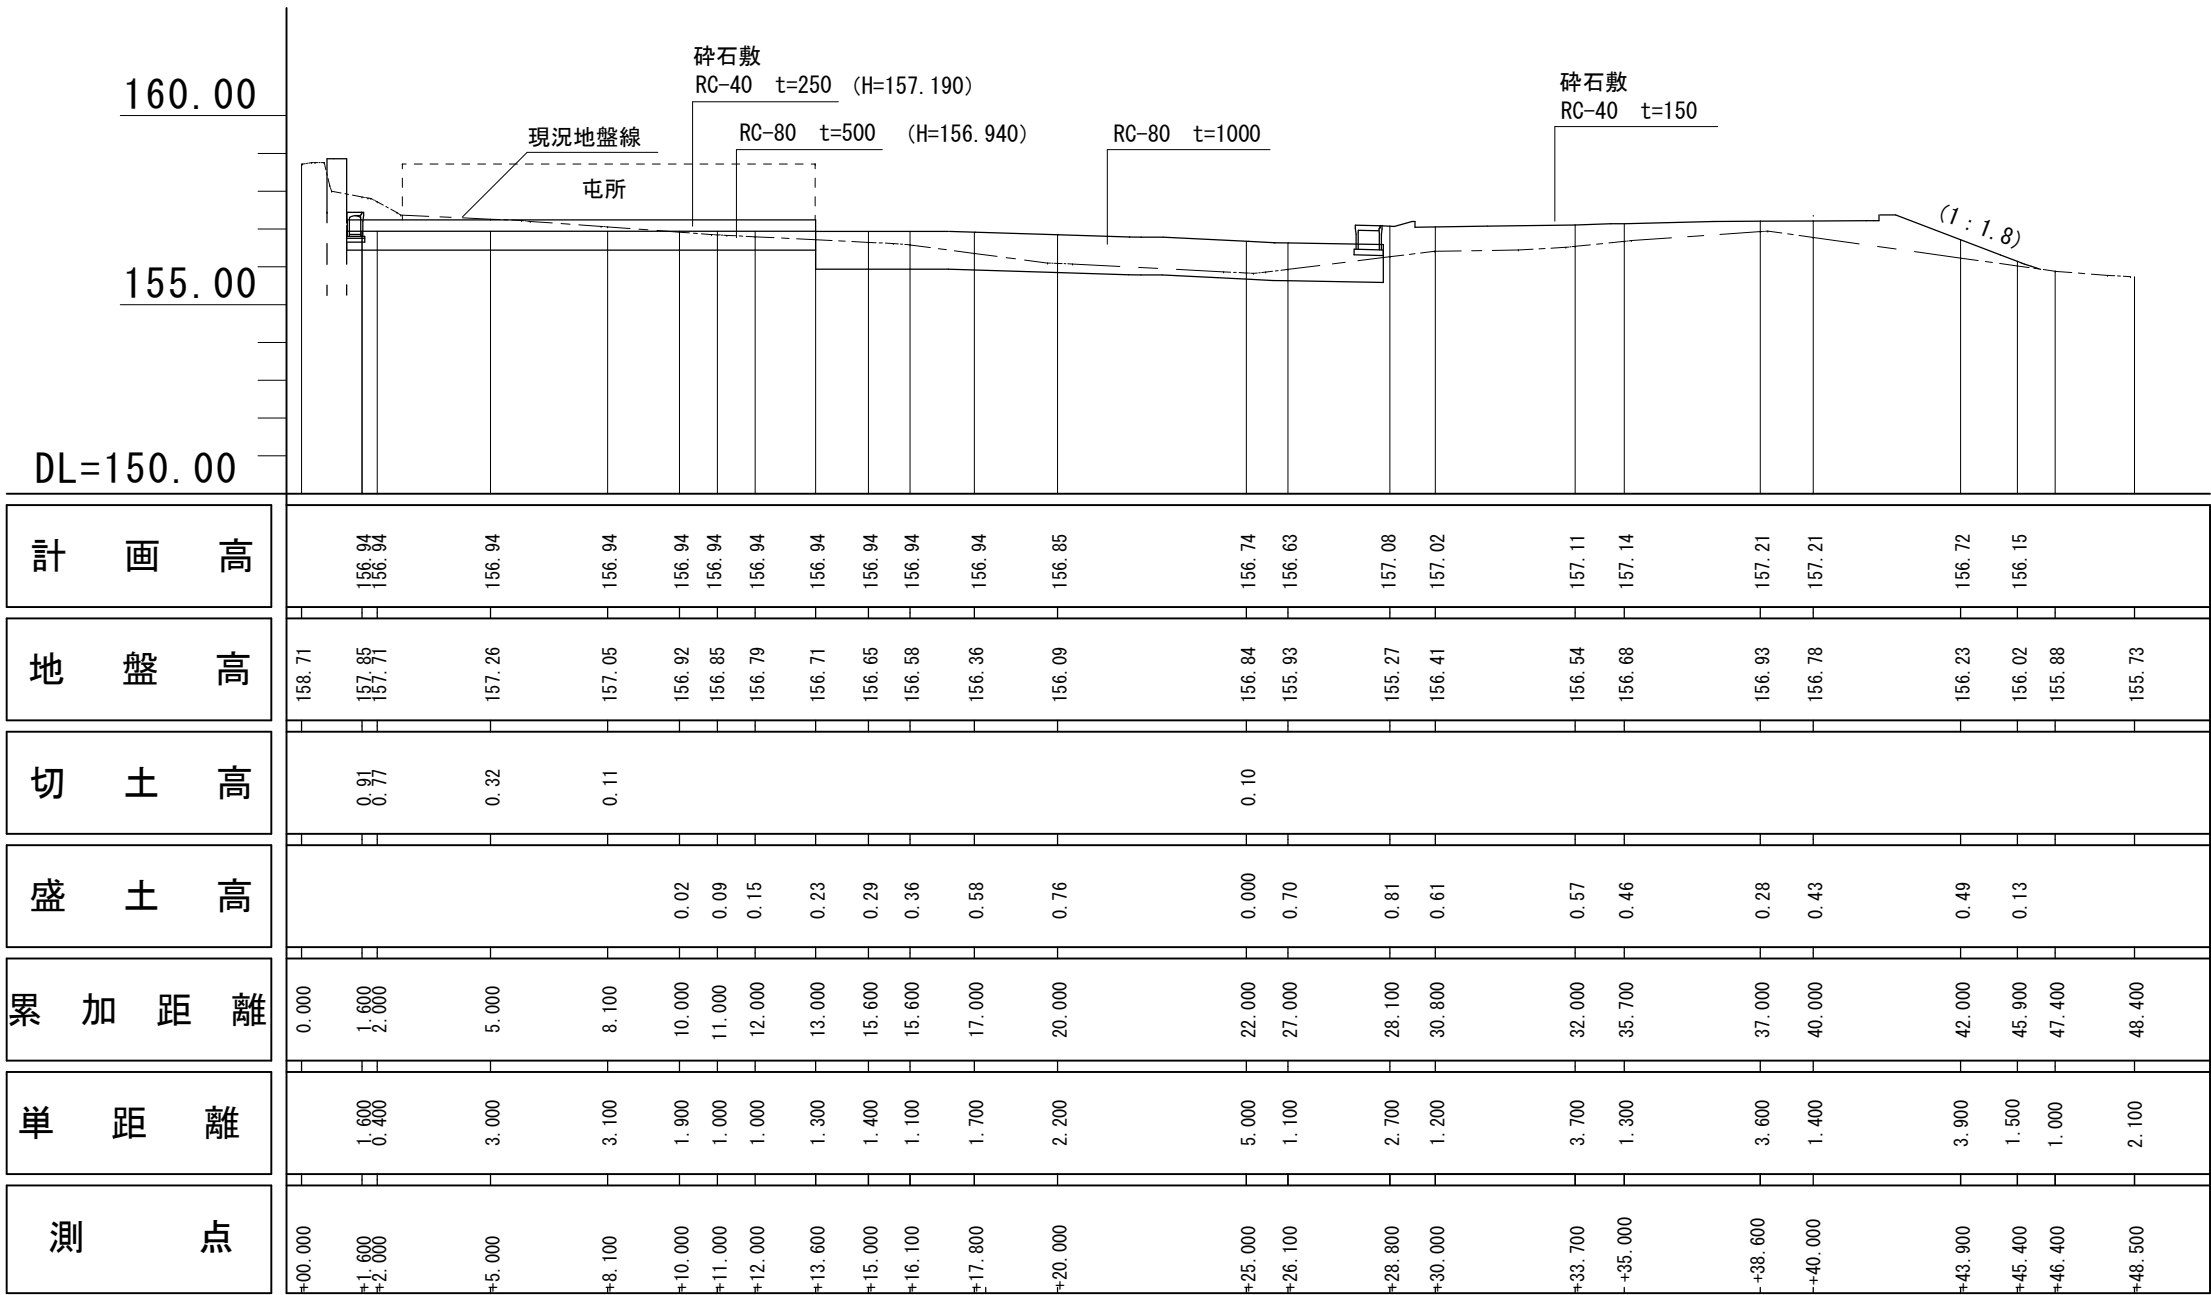 砕石敷
RC-40 t=250 (H=157.190)
砕石敷
RC-40 t=150
160.00
現況地盤線
RC-80 t=500 (H=156.940)
RC-80 t=1000
屯所
(1:1.8)
155.00
DL=150.00
計画高
156.94 156.94 156.94 156.94 156.94 156.94 156.94 156.94 156.94 156.94 156.94 156.85 156.74 156.63 157.08 157.02 157.11 157.14 157.21 157.21 156.72 156.15
地盤高
158.71 157.85 157.71 157.26 157.05 156.92 156.85 156.79 156.71 156.65 156.58 156.36 156.09 156.84 155.93 155.27 156.41 156.54 156.68 156.93 156.78 156.23 156.02 155.88 155.73
切土高
0.91 0.77 0.32 0.11 0.10
盛土高
0.02 0.09 0.15 0.23 0.29 0.36 0.58 0.76 0.000 0.70 0.81 0.61 0.57 0.46 0.28 0.43 0.49 0.13
累加距離
0.000 1.600 2.000 5.000 8.100 10.000 11.000 12.000 13.000 15.600 15.600 17.000 20.000 22.000 27.000 28.100 30.800 32.000 35.700 37.000 40.000 42.000 45.900 47.400 48.400
単距離
1.600 0.400 3.000 3.100 1.900 1.000 1.000 1.300 1.400 1.100 1.700 2.200 5.000 1.100 2.700 1.200 3.700 1.300 3.600 1.400 3.900 1.500 1.000 2.100
測点
+00.000 +1.600 +2.000 +5.000 +8.100 +10.000 +11.000 +12.000 +13.600 +15.000 +16.100 +17.800 +20.000 +25.000 +26.100 +28.800 +30.000 +33.700 +35.000 +38.600 +40.000 +43.900 +45.400 +46.400 +48.500